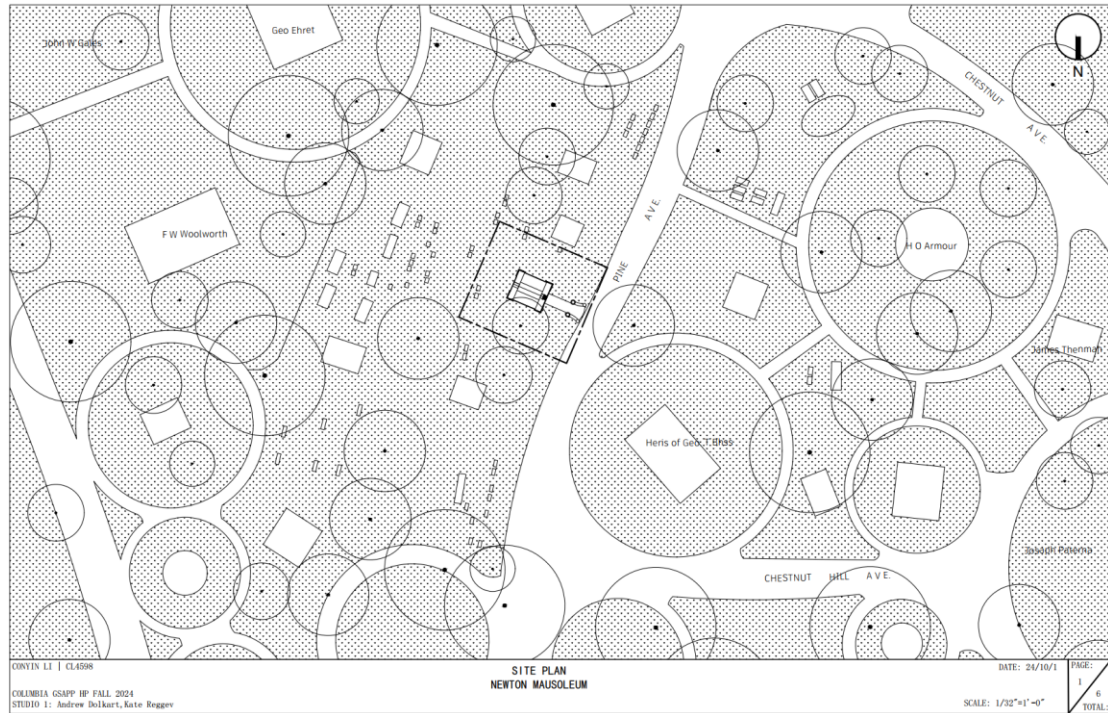 John W Gales
Geo Ehret
N
CHESTNUT AVE.
F W Woolworth
PINE AVE.
H O Armour
James Thenman
Heris of Geo. T.Bhss
Joseph Paterna
CHESTNUT HILL AVE.
CONYIN LI | CL4598
COLUMBIA GSAPP HP FALL 2024
STUDIO 1: Andrew Dolkart,Kate Reggev
SITE PLAN
NEWTON MAUSOLEUM
DATE: 24/10/1
SCALE: 1/32"=1'-0"
PAGE:
1
6
TOTAL: